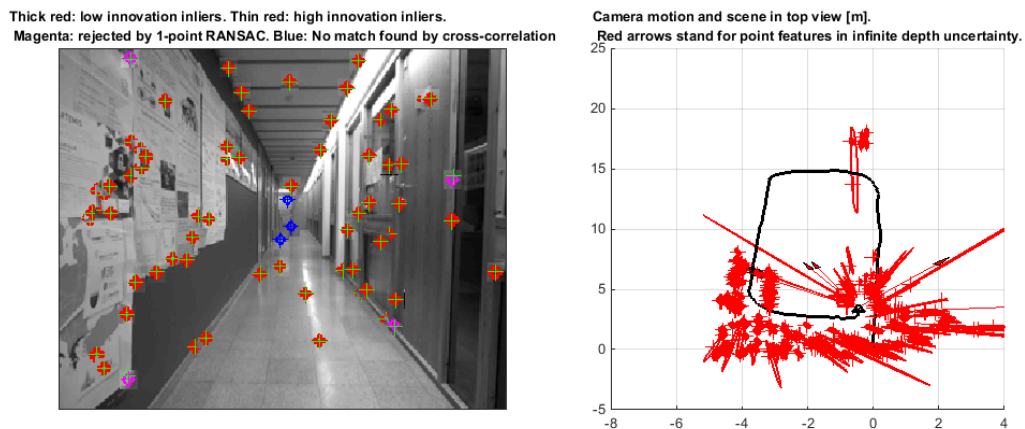 Thick red: low innovation inliers. Thin red: high innovation inliers.
Magenta: rejected by 1-point RANSAC. Blue: No match found by cross-correlation
Camera motion and scene in top view [m].
Red arrows stand for point features in infinite depth uncertainty.
25
20
15
10
5
0
-5
-8 -6 -4 -2 0 2 4